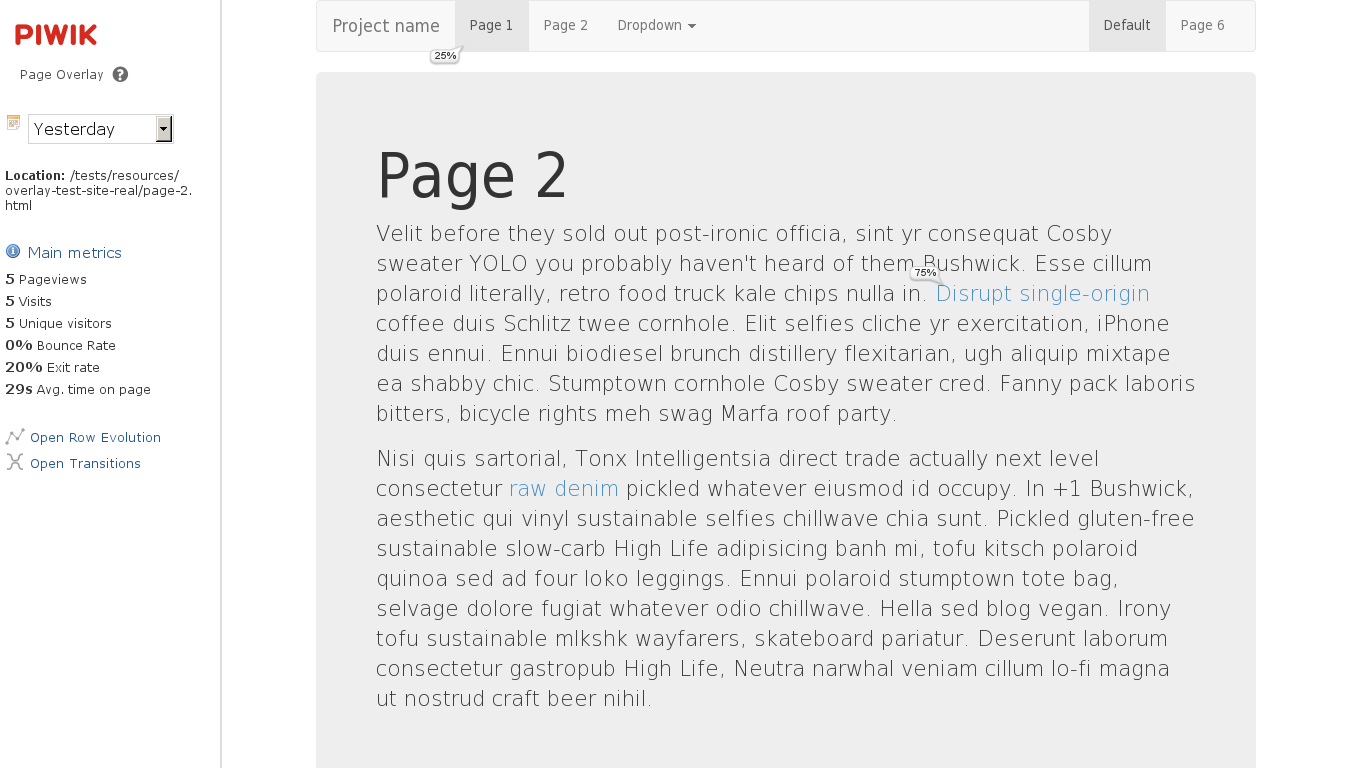 PIWIK
Page Overlay ?
Yesterday
Location: /tests/resources/
overlay-test-site-real/page-2.
html
Main metrics
5 Pageviews
5 Visits
5 Unique visitors
0% Bounce Rate
20% Exit rate
29s Avg. time on page
Open Row Evolution
Open Transitions
Project name Page 1 Page 2 Dropdown Default Page 6
25%
Page 2
Velit before they sold out post-ironic officia, sint yr consequat Cosby
sweater YOLO you probably haven't heard of them Bushwick. Esse cillum
75%
polaroid literally, retro food truck kale chips nulla in. Disrupt single-origin
coffee duis Schlitz twee cornhole. Elit selfies cliche yr exercitation, iPhone
duis ennui. Ennui biodiesel brunch distillery flexitarian, ugh aliquip mixtape
ea shabby chic. Stumptown cornhole Cosby sweater cred. Fanny pack laboris
bitters, bicycle rights meh swag Marfa roof party.
Nisi quis sartorial, Tonx Intelligentsia direct trade actually next level
consectetur raw denim pickled whatever eiusmod id occupy. In +1 Bushwick,
aesthetic qui vinyl sustainable selfies chillwave chia sunt. Pickled gluten-free
sustainable slow-carb High Life adipisicing banh mi, tofu kitsch polaroid
quinoa sed ad four loko leggings. Ennui polaroid stumptown tote bag,
selvage dolore fugiat whatever odio chillwave. Hella sed blog vegan. Irony
tofu sustainable mlkshk wayfarers, skateboard pariatur. Deserunt laborum
consectetur gastropub High Life, Neutra narwhal veniam cillum lo-fi magna
ut nostrud craft beer nihil.